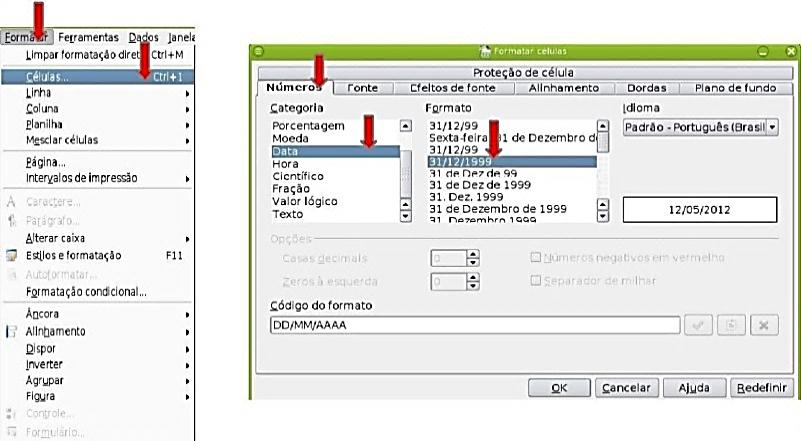 Formatar Ferramentas Dados Janela
Limpar formatação diret Ctrl+M
Células... Ctrl+1
Linha
Coluna
Planilha
Mesclar células
Página...
Intervalos de impressão
Caractere...
Parágrafo...
Alterar caixa
Estilos e formatação F11
Autoformatar...
Formatação condicional...
Âncora
Alinhamento
Dispor
Inverter
Agrupar
Figura
Controle...
Formulário...
Formatar células
Proteção de célula
Números Fonte Efeitos de fonte Alinhamento Bordas Plano de fundo
Categoria
Porcentagem
Moeda
Data
Hora
Científico
Fração
Valor lógico
Texto
Formato
31/12/99
Sexta-feira, 31 de Dezembro d
31/12/99
31/12/1999
31 de Dez de 99
31 de Dez de 1999
31. Dez. 1999
31 de Dezembro de 1999
31. Dezembro 1999
Idioma
Padrão - Português (Brasil
12/05/2012
Opções
Casas decimais 0
Zeros à esquerda 0
Números negativos em vermelho
Separador de milhar
Código do formato
DD/MM/AAAA
OK Cancelar Ajuda Redefinir